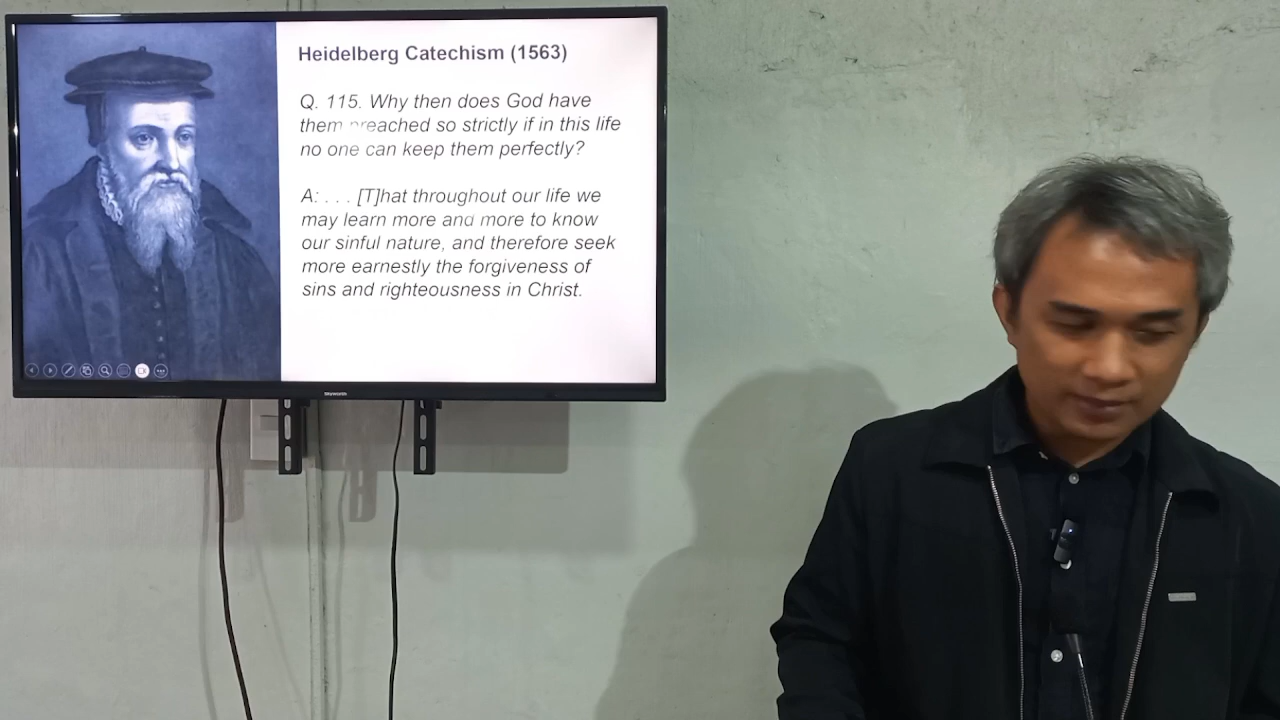 Heidelberg Catechism (1563)
Q. 115. Why then does God have
them preached so strictly if in this life
no one can keep them perfectly?
A: . . . [T]hat throughout our life we
may learn more and more to know
our sinful nature, and therefore seek
more earnestly the forgiveness of
sins and righteousness in Christ.
Skyworth